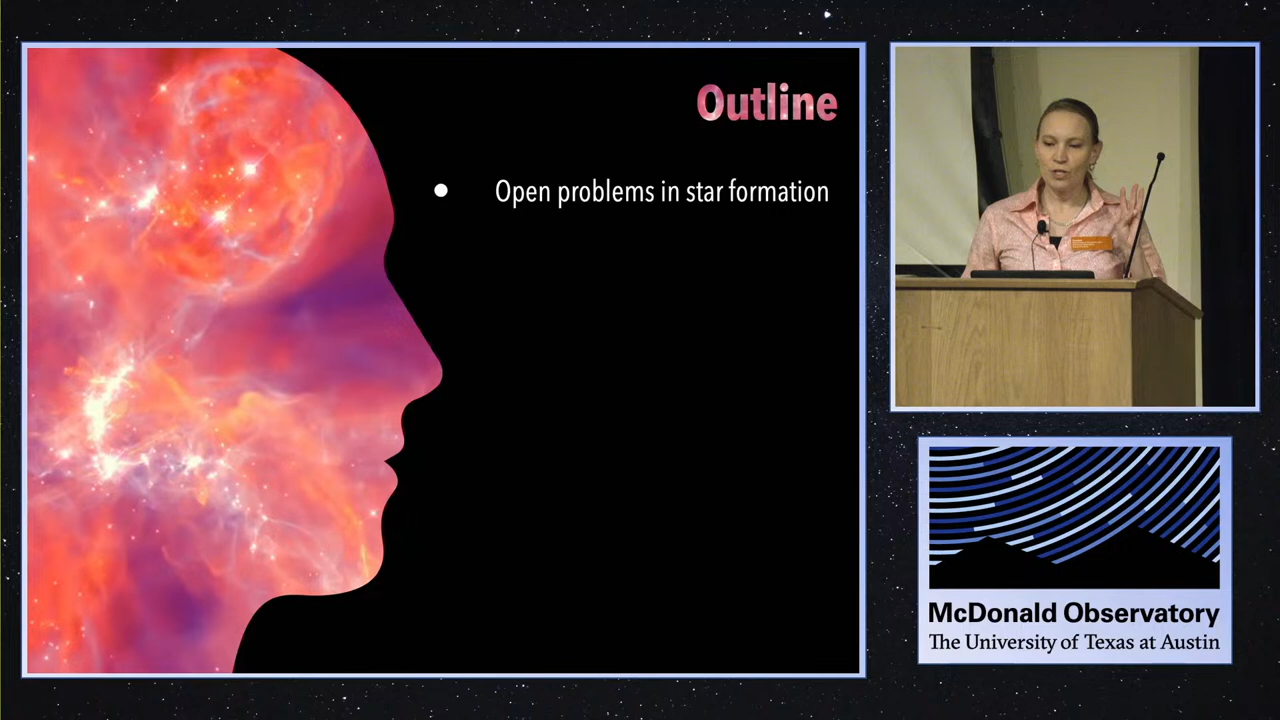 Outline
Open problems in star formation
McDonald Observatory
The University of Texas at Austin